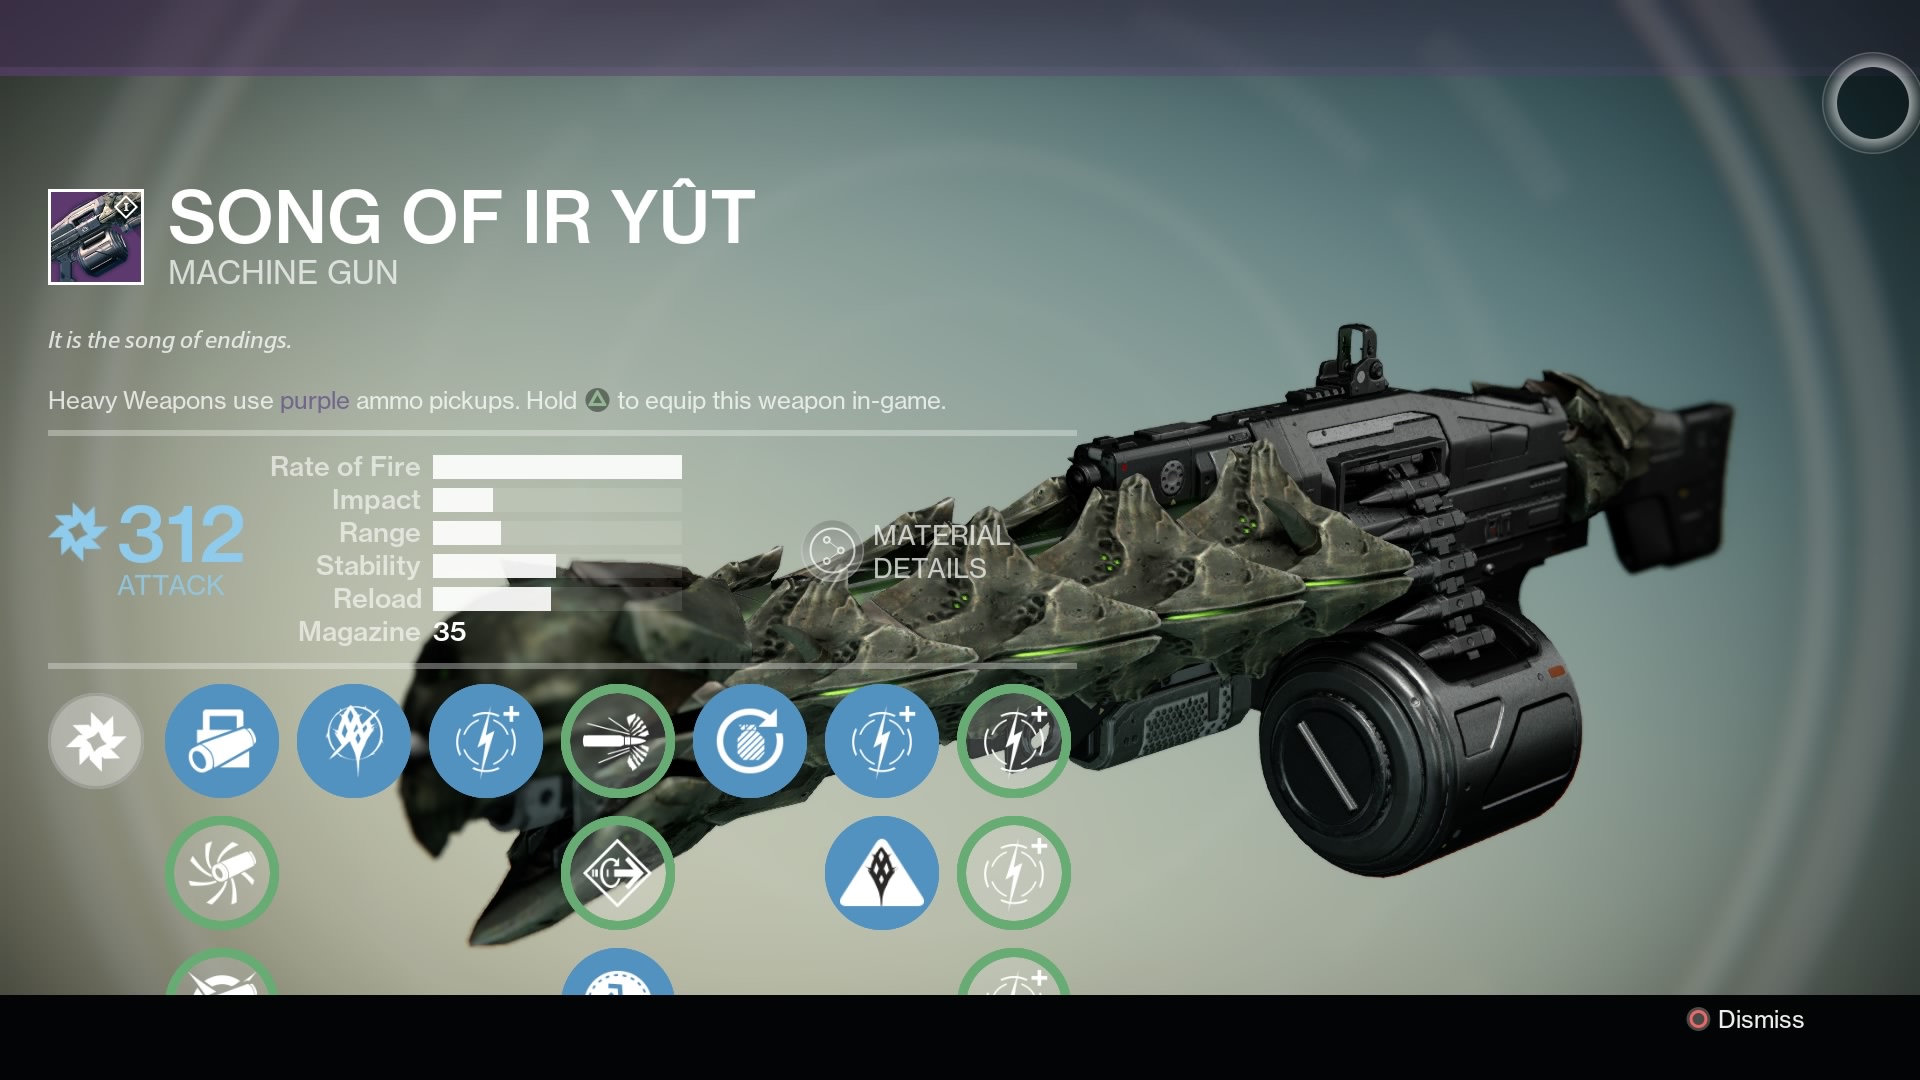 SONG OF IR YÛT
MACHINE GUN
It is the song of endings.
Heavy Weapons use purple ammo pickups. Hold to equip this weapon in-game.
312
ATTACK
Rate of Fire
Impact
Range
Stability
Reload
Magazine 35
MATERIAL
DETAILS
Dismiss